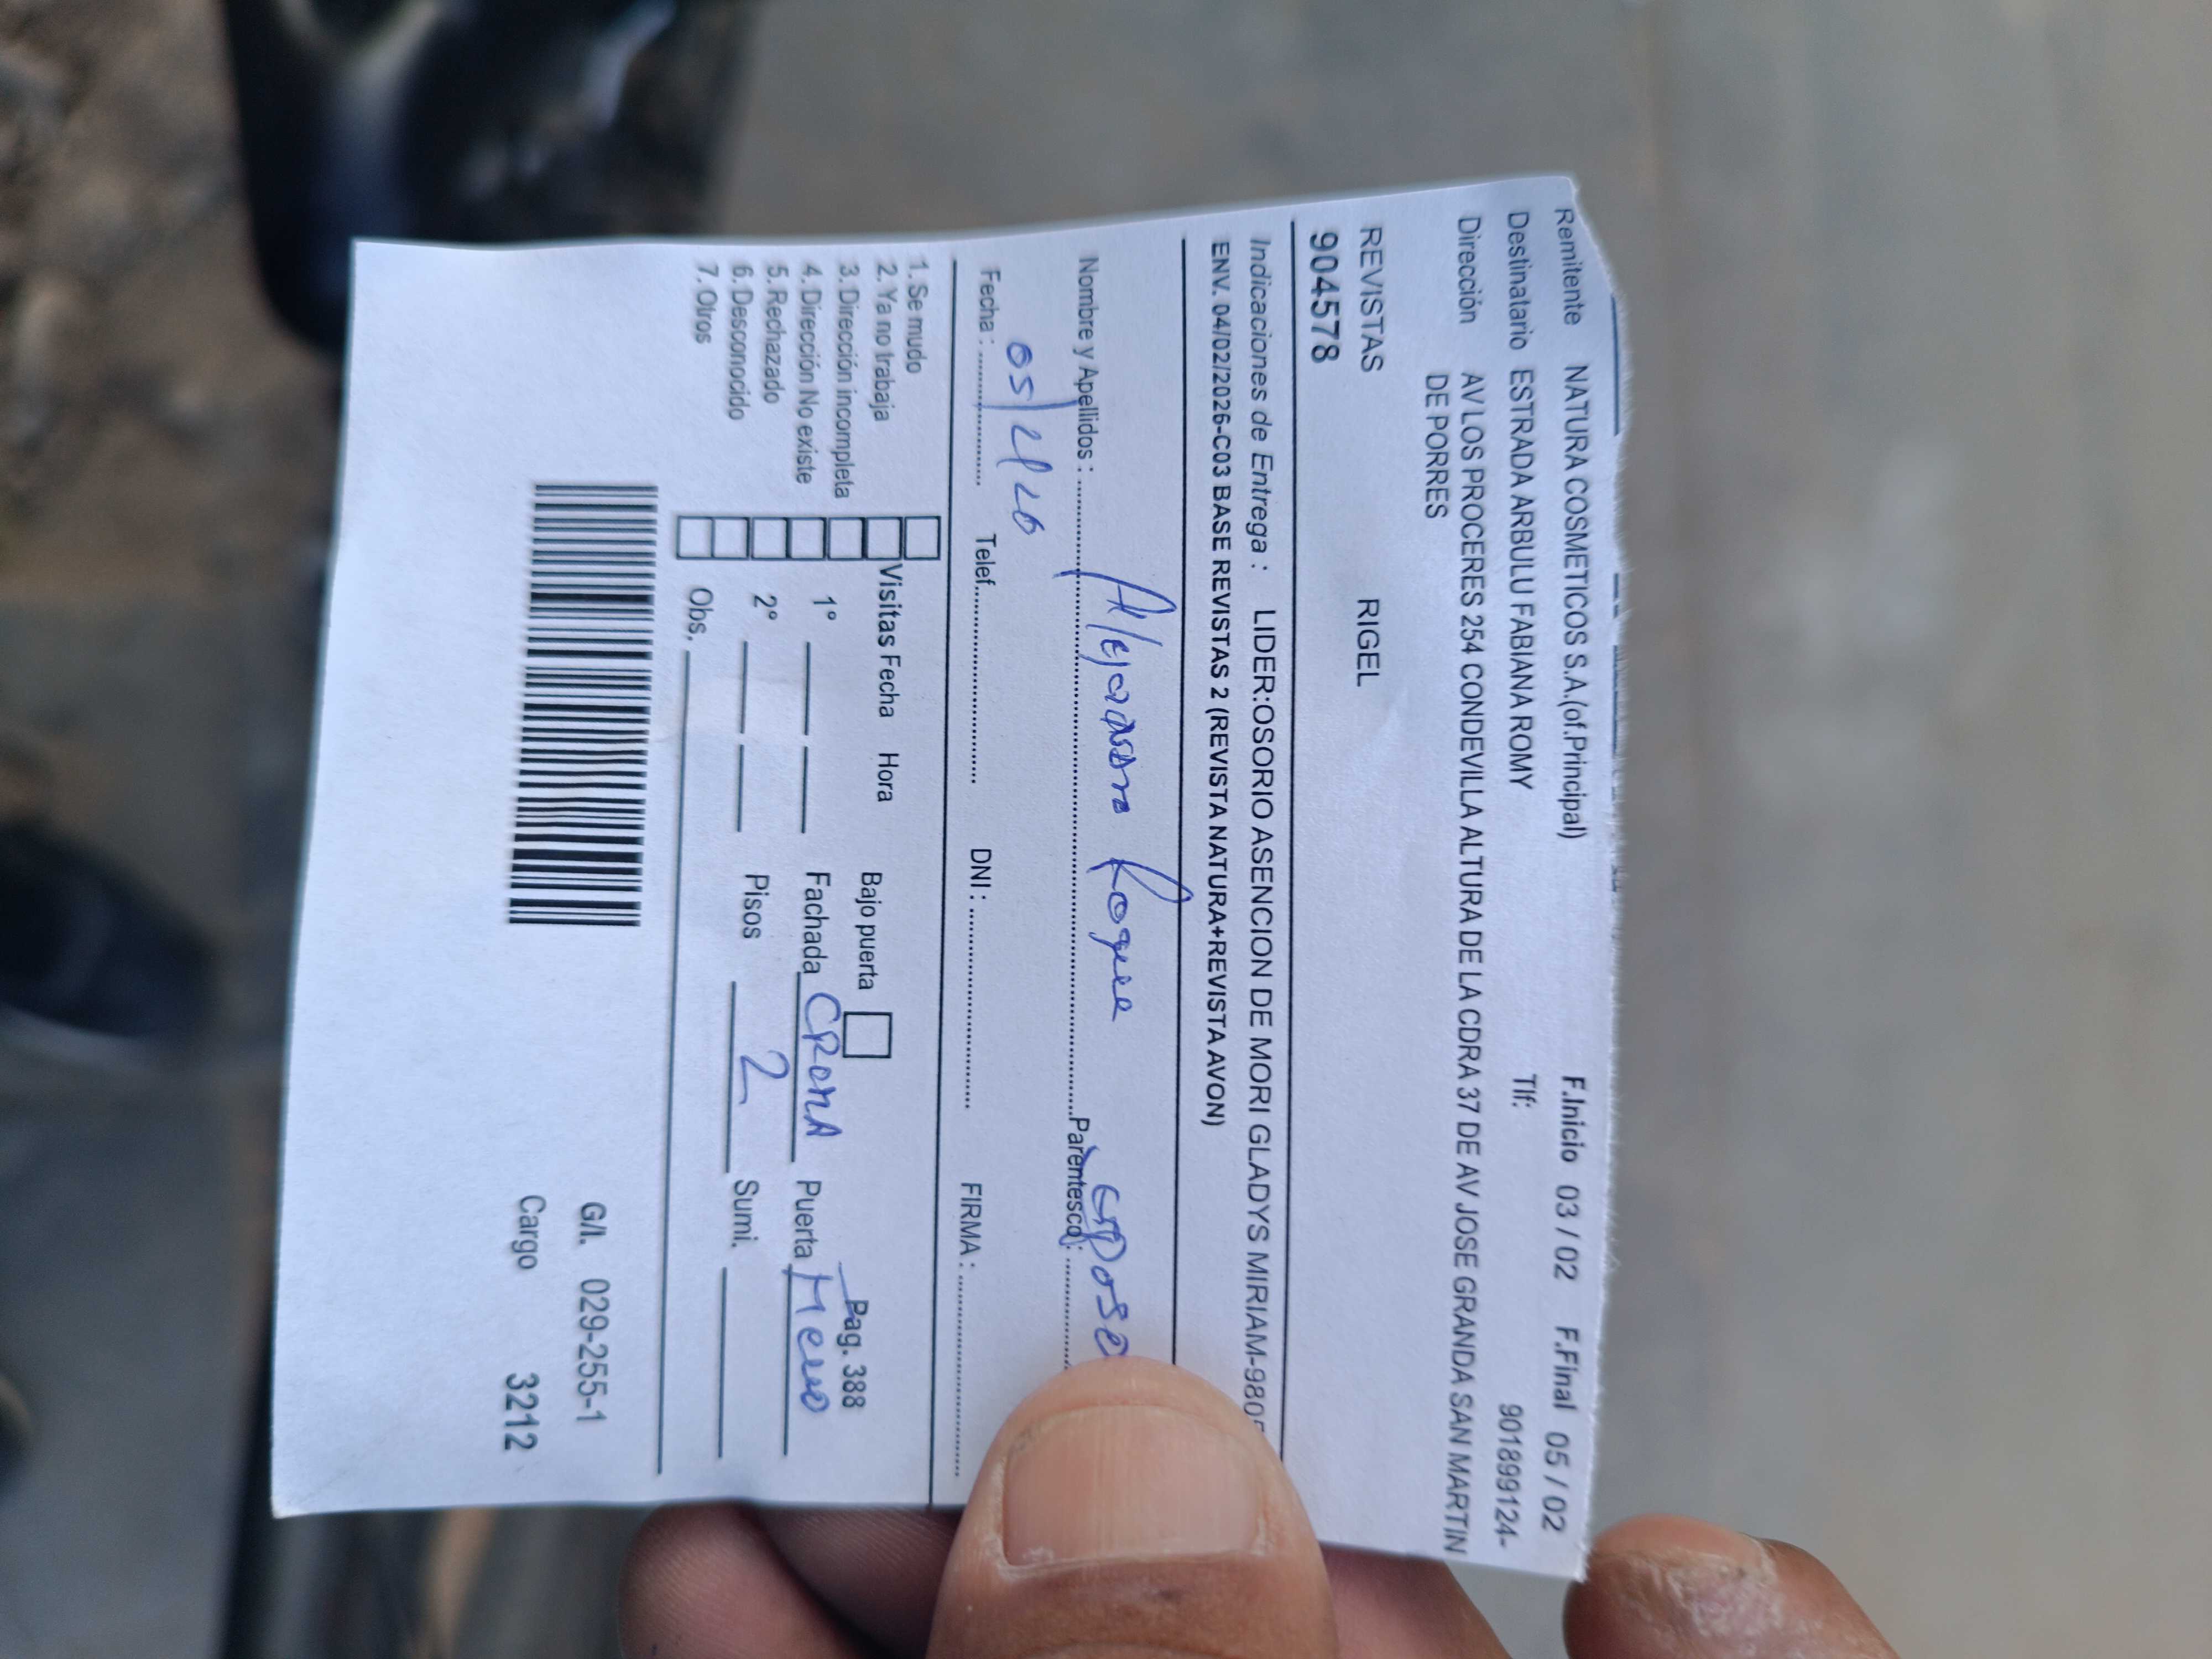 Remitente NATURA COSMETICOS S.A.(of.Principal) F.Inicio 03 / 02 F.Final 05 / 02
Destinatario ESTRADA ARBULU FABIANA ROMY Tlf: 901899124-
Dirección AV LOS PROCERES 254 CONDEVILLA ALTURA DE LA CDRA 37 DE AV JOSE GRANDA SAN MARTIN
DE PORRES
REVISTAS RIGEL
904578
Indicaciones de Entrega : LIDER:OSORIO ASENCION DE MORI GLADYS MIRIAM-980
ENV. 04/02/2026-C03 BASE REVISTAS 2 (REVISTA NATURA+REVISTA AVON)
Nombre y Apellidos : Roque Parentesco :
Fecha : Telef. DNI : FIRMA :
1. Se mudo
2. Ya no trabaja Visitas Fecha Hora Bajo puerta Pag. 388
3. Dirección incompleta
4. Dirección No existe 1° Fachada CREMA Puerta
5. Rechazado
6. Desconocido 2° Pisos 2 Sumi.
7. Otros Obs.
G/I. 029-255-1
Cargo 3212